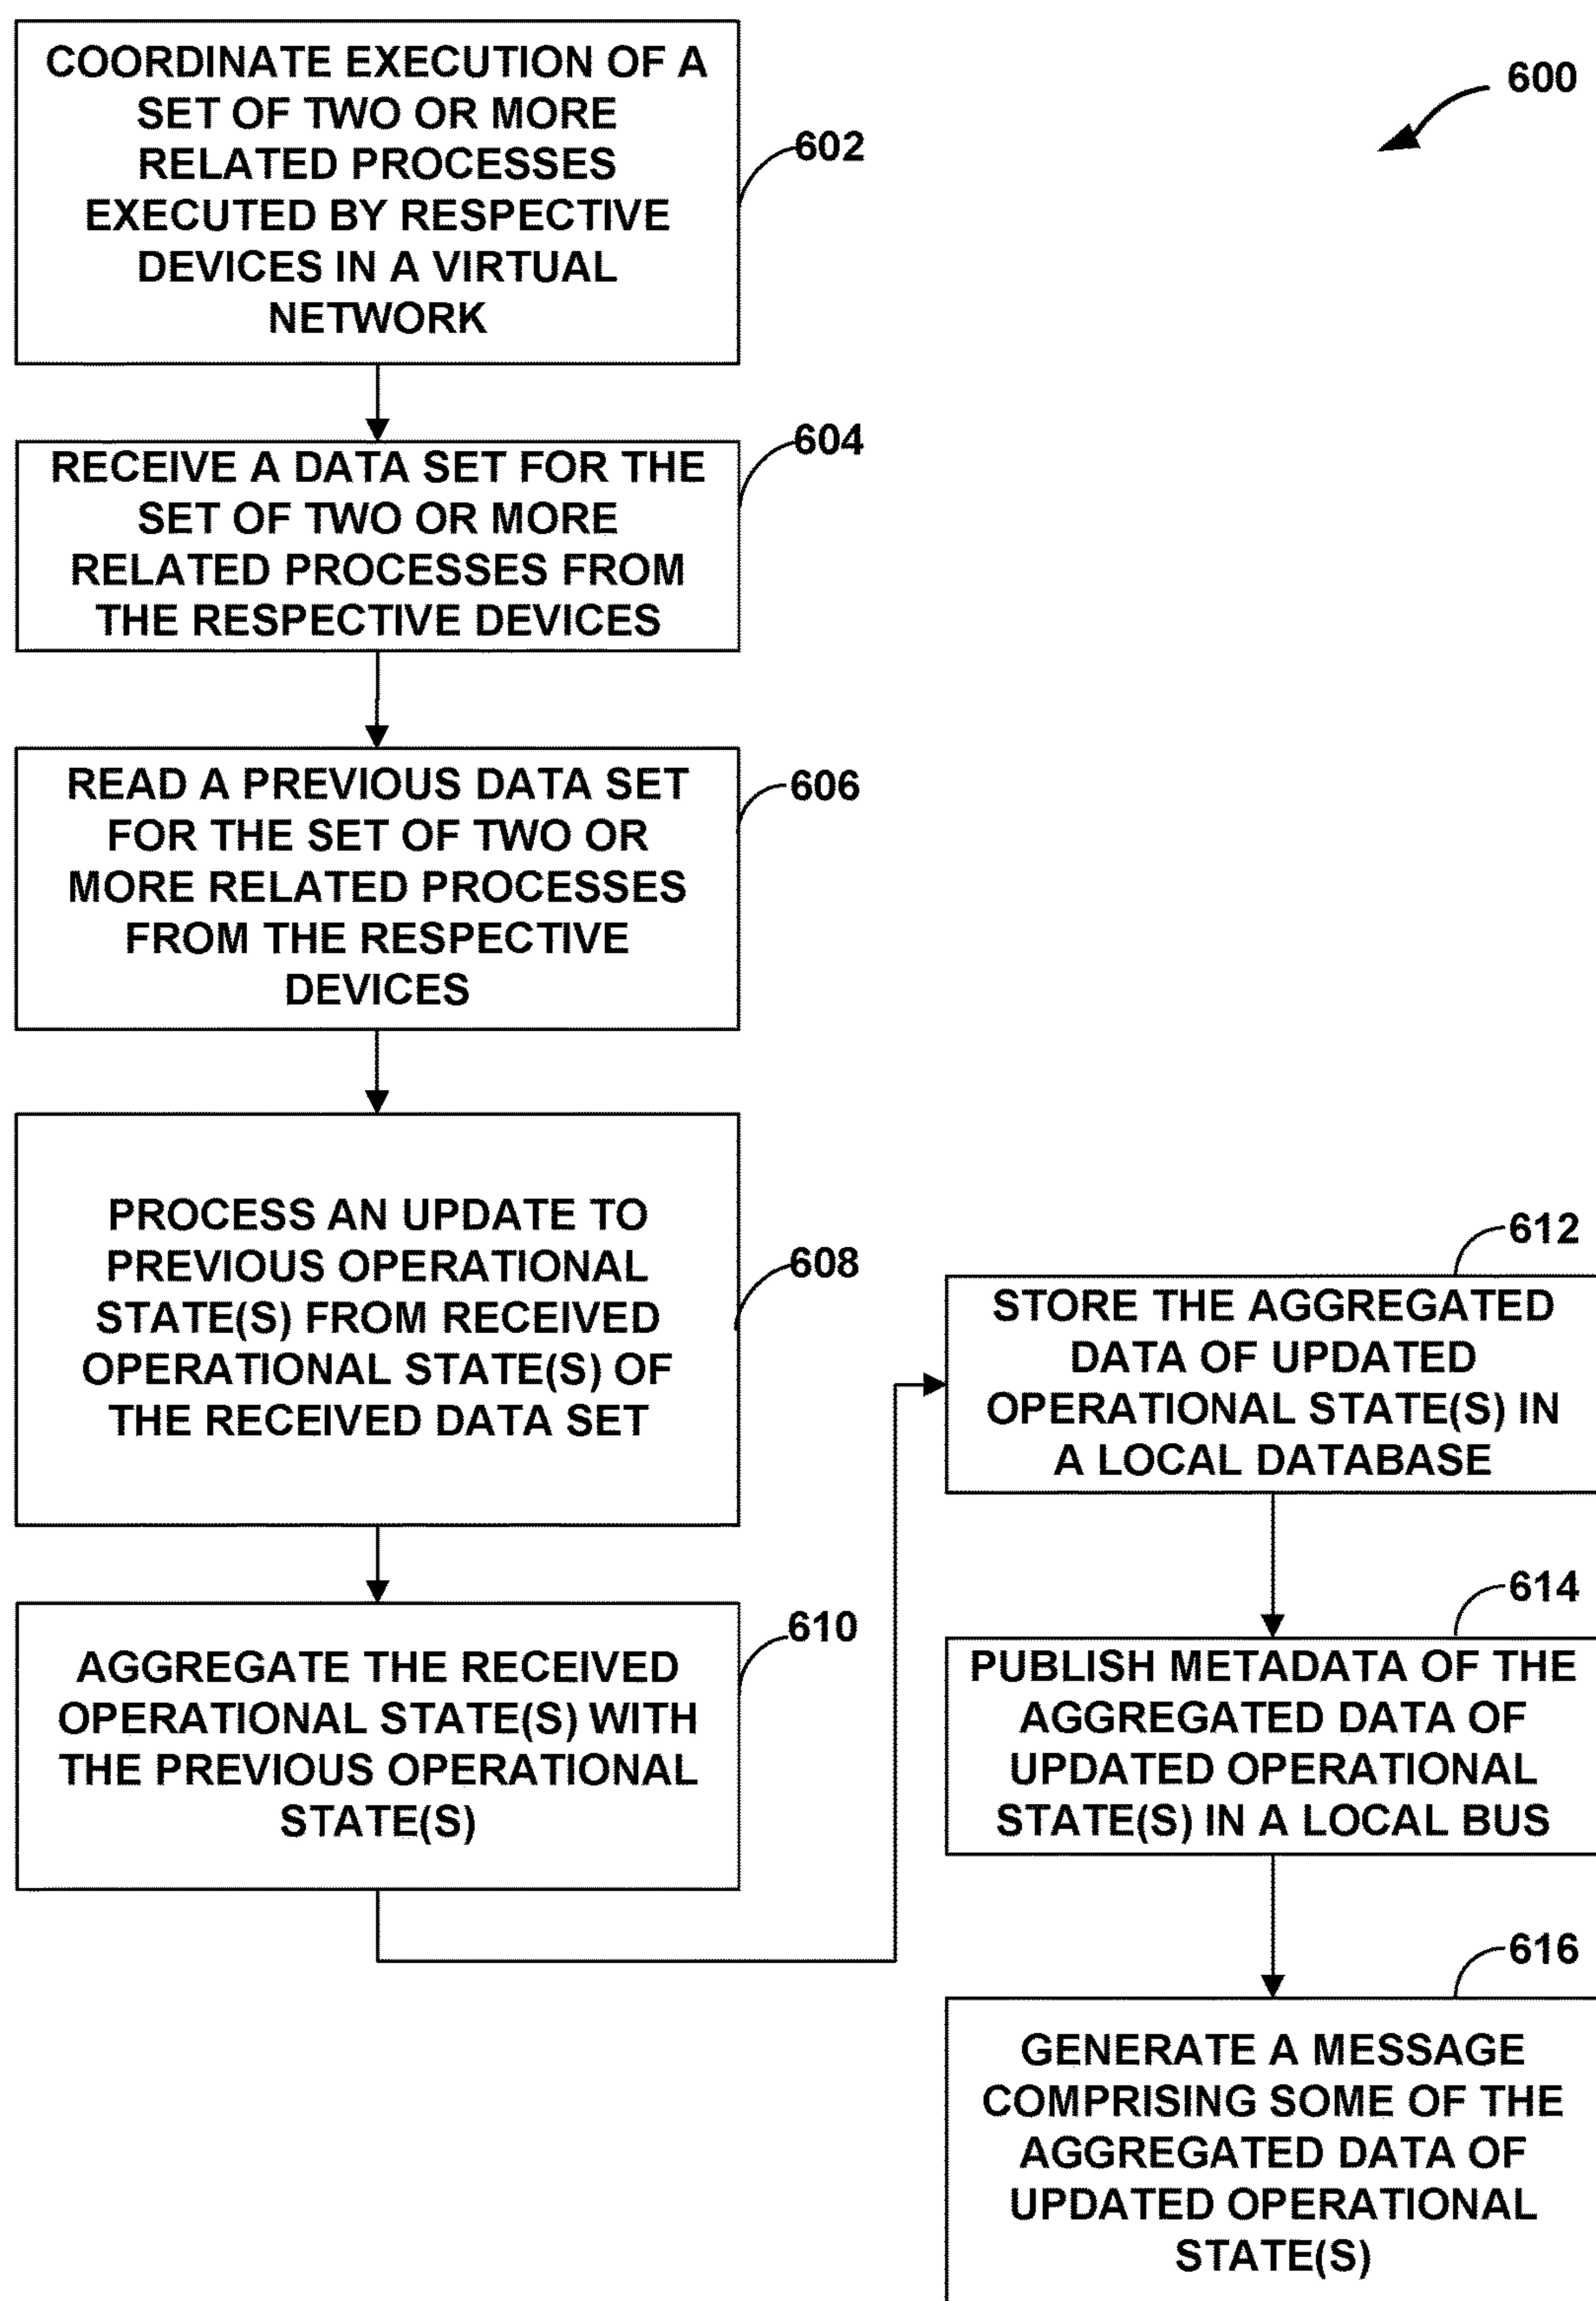 COORDINATE EXECUTION OF A
SET OF TWO OR MORE
RELATED PROCESSES
EXECUTED BY RESPECTIVE
DEVICES IN A VIRTUAL
NETWORK
602
600
RECEIVE A DATA SET FOR THE
SET OF TWO OR MORE
RELATED PROCESSES FROM
THE RESPECTIVE DEVICES
604
READ A PREVIOUS DATA SET
FOR THE SET OF TWO OR
MORE RELATED PROCESSES
FROM THE RESPECTIVE
DEVICES
606
PROCESS AN UPDATE TO
PREVIOUS OPERATIONAL
STATE(S) FROM RECEIVED
OPERATIONAL STATE(S) OF
THE RECEIVED DATA SET
608
AGGREGATE THE RECEIVED
OPERATIONAL STATE(S) WITH
THE PREVIOUS OPERATIONAL
STATE(S)
610
612
STORE THE AGGREGATED
DATA OF UPDATED
OPERATIONAL STATE(S) IN
A LOCAL DATABASE
614
PUBLISH METADATA OF THE
AGGREGATED DATA OF
UPDATED OPERATIONAL
STATE(S) IN A LOCAL BUS
616
GENERATE A MESSAGE
COMPRISING SOME OF THE
AGGREGATED DATA OF
UPDATED OPERATIONAL
STATE(S)